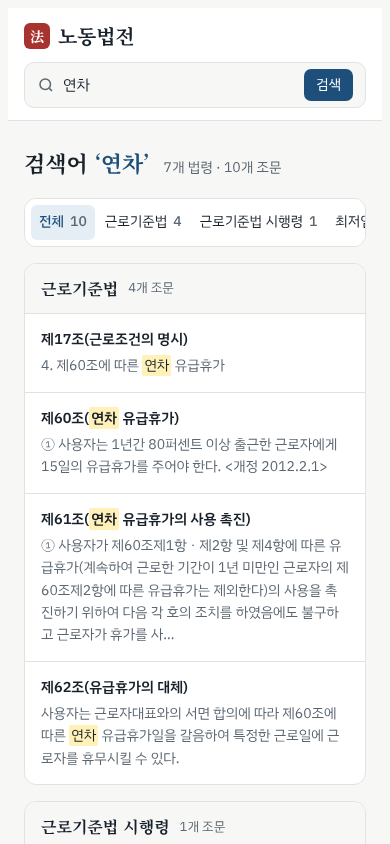 法 노동법전
연차 검색
검색어 ‘연차’ 7개 법령 · 10개 조문
전체 10 근로기준법 4 근로기준법 시행령 1 최저임
근로기준법 4개 조문
제17조(근로조건의 명시)
4. 제60조에 따른 연차 유급휴가
제60조(연차 유급휴가)
① 사용자는 1년간 80퍼센트 이상 출근한 근로자에게
15일의 유급휴가를 주어야 한다. <개정 2012.2.1>
제61조(연차 유급휴가의 사용 촉진)
① 사용자가 제60조제1항ㆍ제2항 및 제4항에 따른 유
급휴가(계속하여 근로한 기간이 1년 미만인 근로자의 제
60조제2항에 따른 유급휴가는 제외한다)의 사용을 촉
진하기 위하여 다음 각 호의 조치를 하였음에도 불구하
고 근로자가 휴가를 사...
제62조(유급휴가의 대체)
사용자는 근로자대표와의 서면 합의에 따라 제60조에
따른 연차 유급휴가일을 갈음하여 특정한 근로일에 근
로자를 휴무시킬 수 있다.
근로기준법 시행령 1개 조문